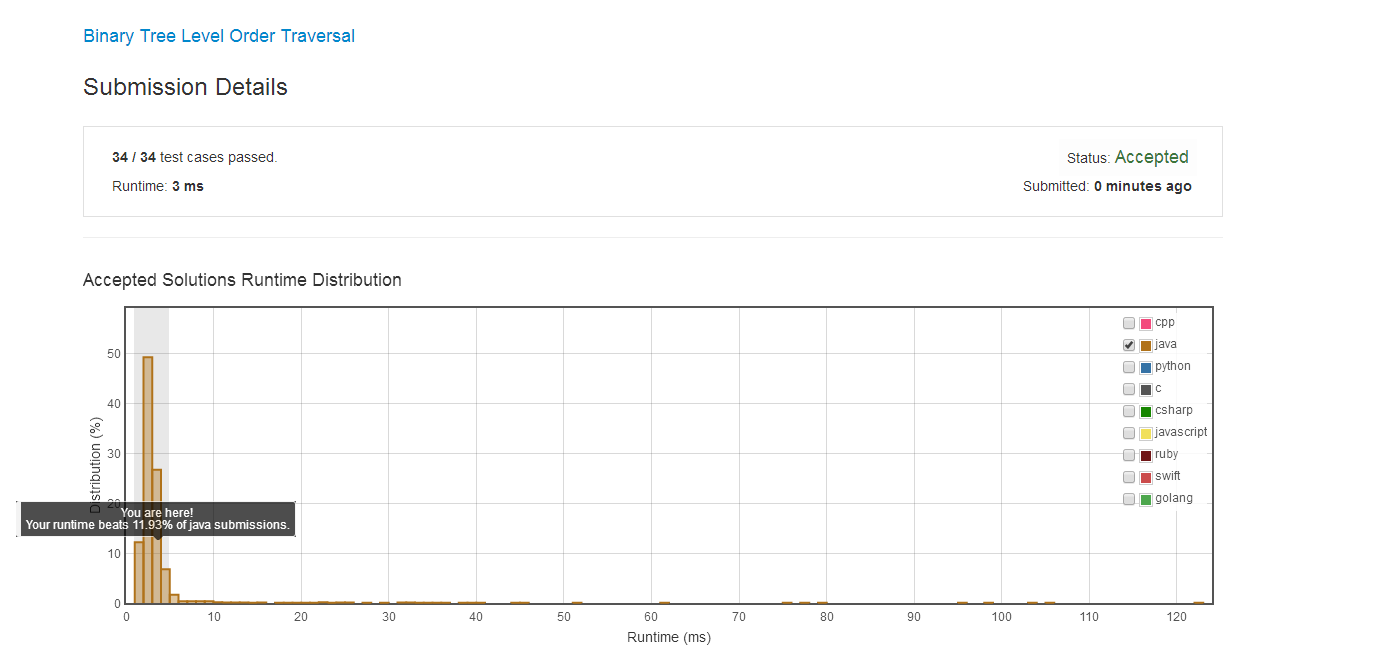 Binary Tree Level Order Traversal
Submission Details
34 / 34 test cases passed.
Status: Accepted
Runtime: 3 ms
Submitted: 0 minutes ago
Accepted Solutions Runtime Distribution
cpp
java
python
c
csharp
javascript
ruby
swift
golang
Distribution (%)
50
40
30
20
10
0
You are here!
Your runtime beats 11.93% of java submissions.
0 10 20 30 40 50 60 70 80 90 100 110 120
Runtime (ms)